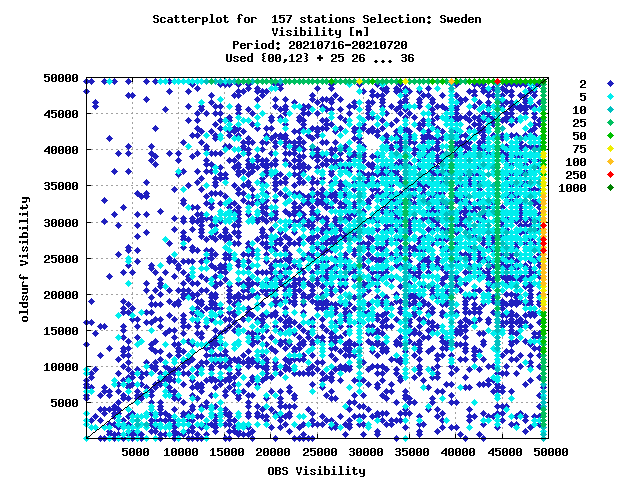 Scatterplot for  157 stations Selection: Sweden
Visibility [m]
Period: 20210716-20210720
Used {00,12} + 25 26 ... 36
50000
45000
40000
35000
30000
25000
20000
15000
10000
5000
oldsurf Visibility
5000 10000 15000 20000 25000 30000 35000 40000 45000 50000
OBS Visibility
2
5
10
25
50
75
100
250
1000